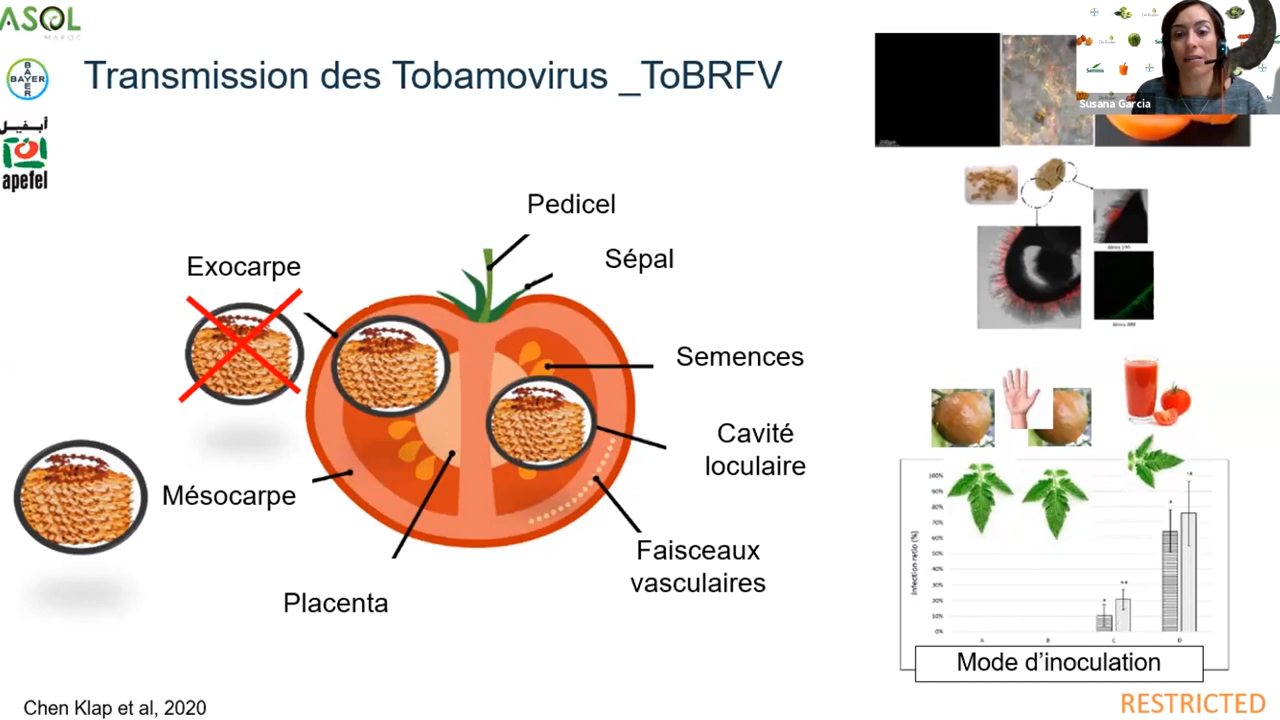 ASOL
MAROC
BAYER
BAYER
أبفيل
apefel
Transmission des Tobamovirus _ToBRFV
Seminis
Susana Garcia
Pedicel
Sépal
Exocarpe
Semences
Cavité
loculaire
Mésocarpe
Faisceaux
vasculaires
Placenta
Infection ratio (%)
100%
90%
80%
70%
60%
50%
40%
30%
20%
10%
0%
*
**
*
**
A
B
C
D
Mode d'inoculation
Chen Klap et al, 2020
RESTRICTED